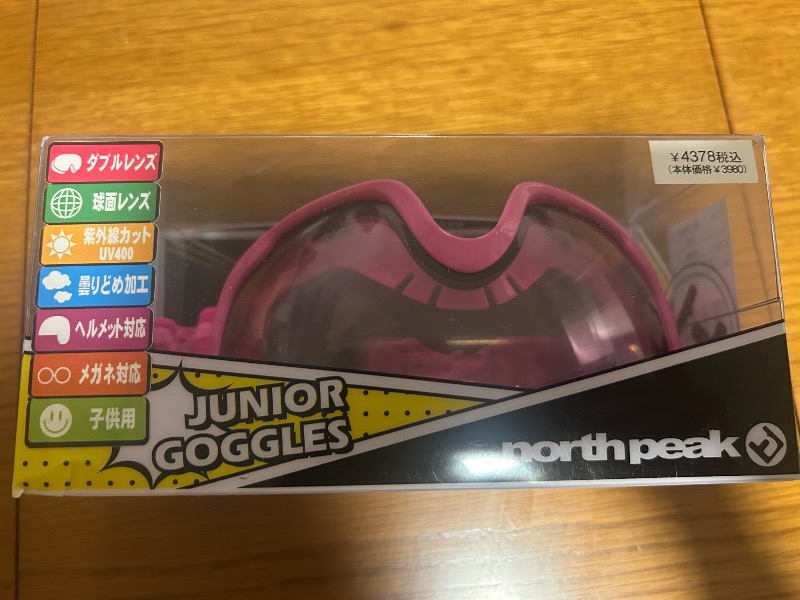 ダブルレンズ
球面レンズ
紫外線カット
UV400
曇りどめ加工
ヘルメット対応
メガネ対応
子供用
¥4378税込
(本体価格¥3980)
JUNIOR
GOGGLES
north peak